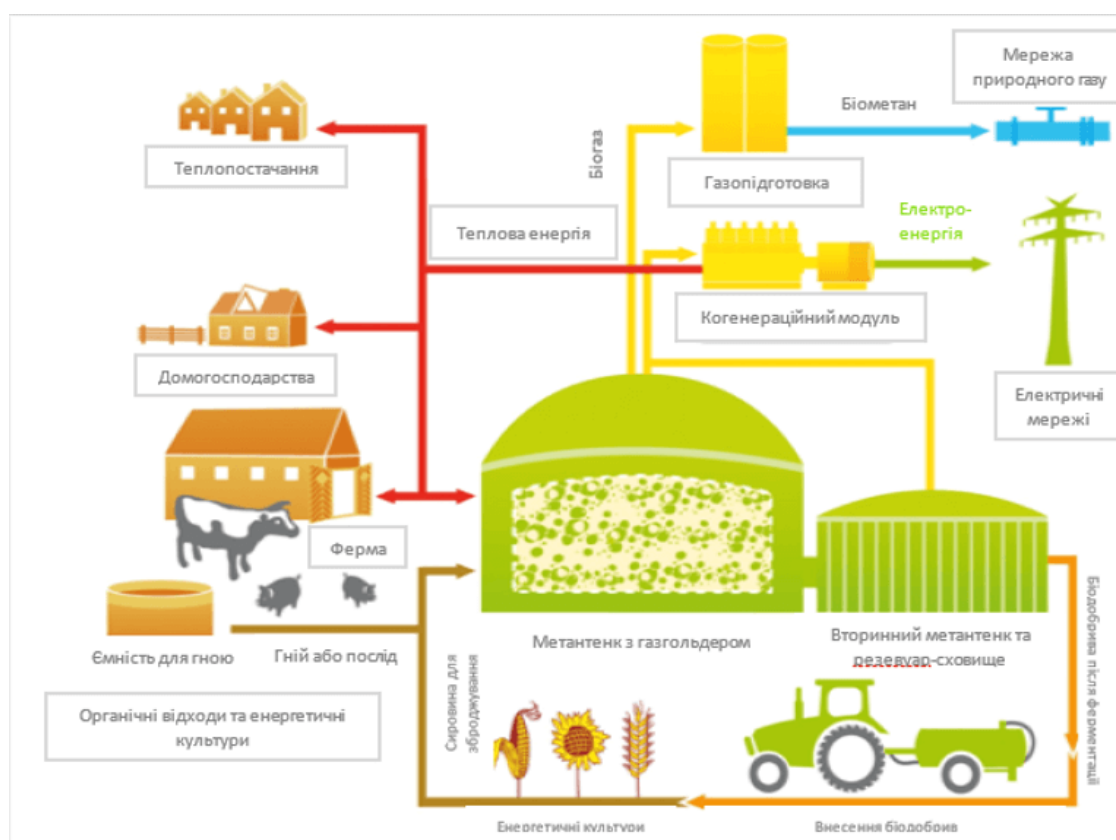 Мережа
природного газу
Біометан
Біогаз
Теплопостачання
Газопідготовка
Електро-
енергія
Теплова енергія
Когенераційний модуль
Домогосподарства
Електричні
мережі
Ферма
Ємність для гною
Гній або послід
Метантенк з газгольдером
Вторинний метантенк та
резевуар-сховище
Біодобрива після ферментації
Органічні відходи та енергетичні
культури
Сировина для
зброджування
Енергетичні культури
Внесення біодобрив